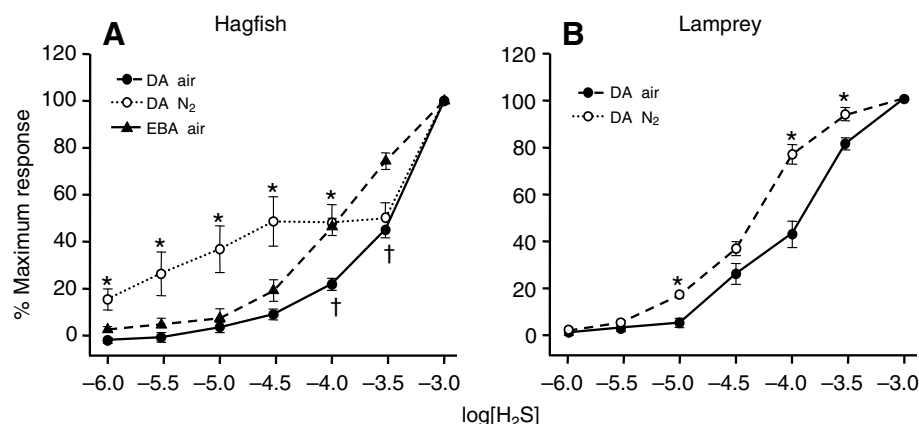 A
Hagfish
DA air
DA N₂
EBA air
% Maximum response
120
100
80
60
40
20
0
–6.0 –5.5 –5.0 –4.5 –4.0 –3.5 –3.0
* * * * *
† †
B
Lamprey
DA air
DA N₂
120
100
80
60
40
20
0
–6.0 –5.5 –5.0 –4.5 –4.0 –3.5 –3.0
* * *
log[H₂S]